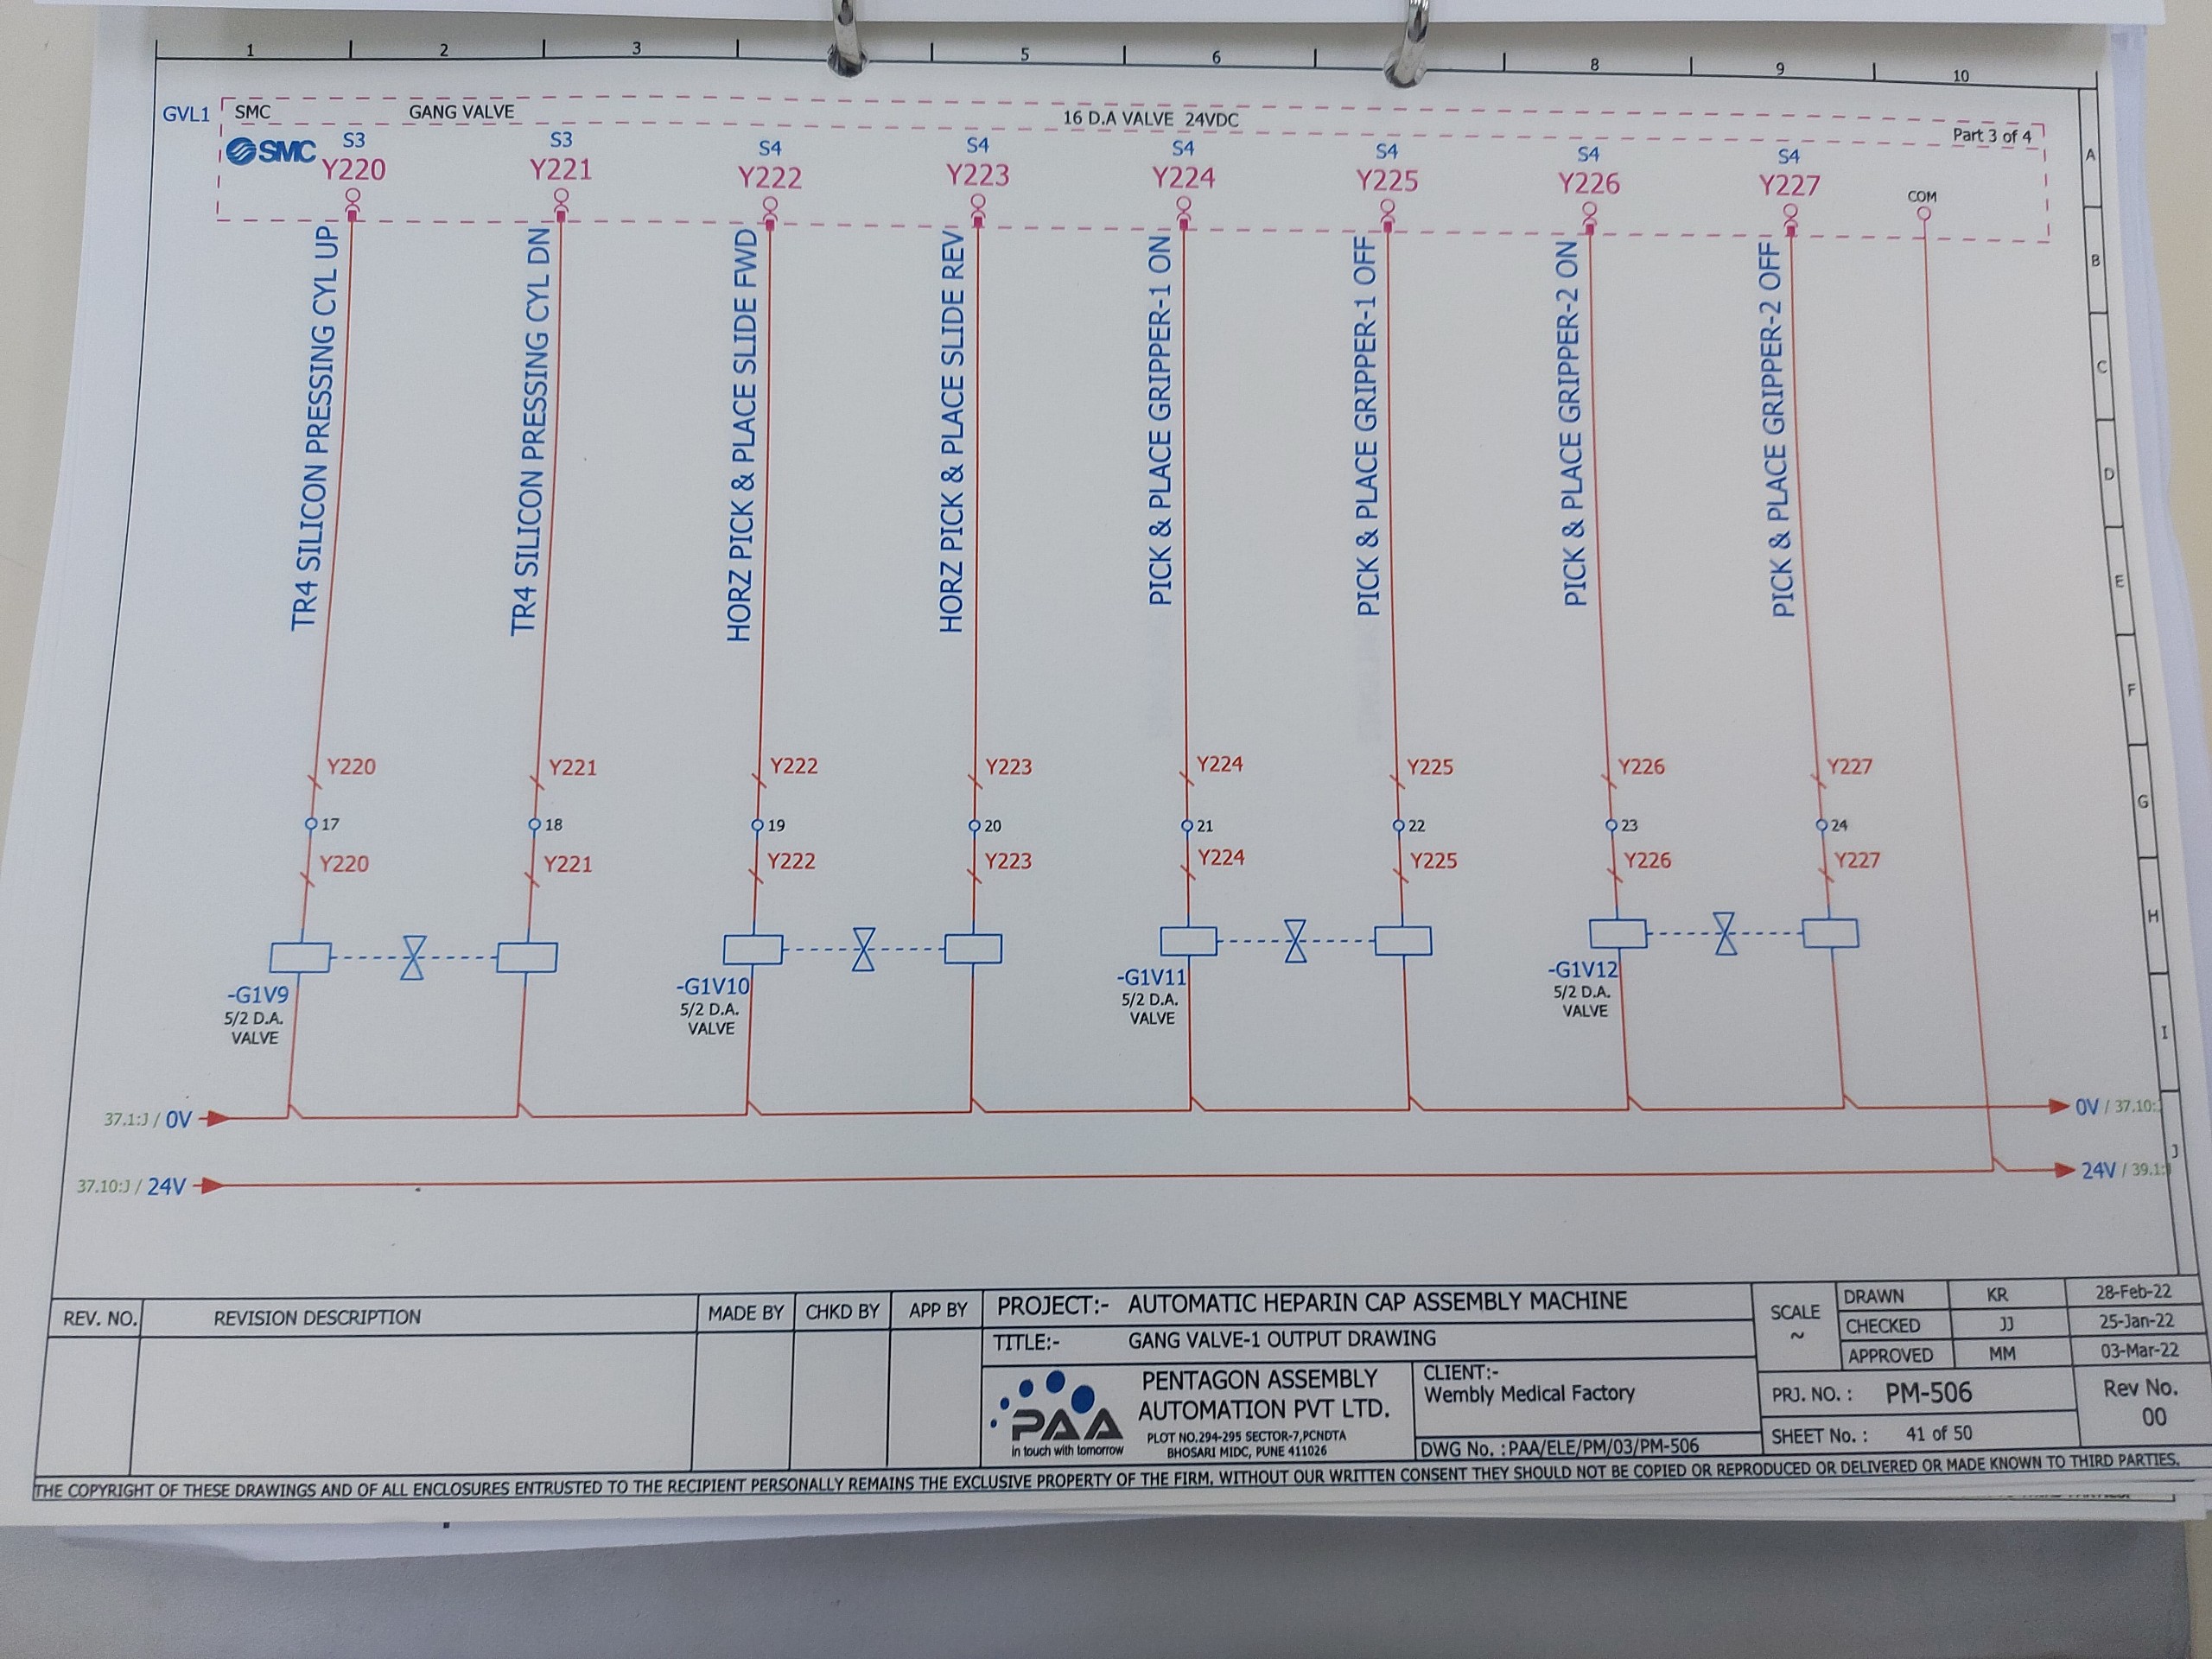 1 2 3 5 6 8 9 10
GVL1 SMC GANG VALVE 16 D.A VALVE 24VDC Part 3 of 4
SMC
S3 S3 S4 S4 S4 S4 S4 S4
Y220 Y221 Y222 Y223 Y224 Y225 Y226 Y227 COM
TR4 SILICON PRESSING CYL UP
TR4 SILICON PRESSING CYL DN
HORZ PICK & PLACE SLIDE FWD
HORZ PICK & PLACE SLIDE REV
PICK & PLACE GRIPPER-1 ON
PICK & PLACE GRIPPER-1 OFF
PICK & PLACE GRIPPER-2 ON
PICK & PLACE GRIPPER-2 OFF
A
B
C
D
E
F
G
H
I
J
Y220 Y221 Y222 Y223 Y224 Y225 Y226 Y227
17 18 19 20 21 22 23 24
Y220 Y221 Y222 Y223 Y224 Y225 Y226 Y227
-G1V9
5/2 D.A.
VALVE
-G1V10
5/2 D.A.
VALVE
-G1V11
5/2 D.A.
VALVE
-G1V12
5/2 D.A.
VALVE
37.1:J / 0V 0V / 37.10:
37.10:J / 24V 24V / 39.1:
REV. NO. REVISION DESCRIPTION MADE BY CHKD BY APP BY
PROJECT:- AUTOMATIC HEPARIN CAP ASSEMBLY MACHINE
TITLE:- GANG VALVE-1 OUTPUT DRAWING
PAA
in touch with tomorrow
PENTAGON ASSEMBLY
AUTOMATION PVT LTD.
PLOT NO.294-295 SECTOR-7,PCNDTA
BHOSARI MIDC, PUNE 411026
CLIENT:-
Wembly Medical Factory
DWG No. :PAA/ELE/PM/03/PM-506
SCALE
~
DRAWN KR 28-Feb-22
CHECKED JJ 25-Jan-22
APPROVED MM 03-Mar-22
PRJ. NO. : PM-506
SHEET No. : 41 of 50
Rev No.
00
THE COPYRIGHT OF THESE DRAWINGS AND OF ALL ENCLOSURES ENTRUSTED TO THE RECIPIENT PERSONALLY REMAINS THE EXCLUSIVE PROPERTY OF THE FIRM. WITHOUT OUR WRITTEN CONSENT THEY SHOULD NOT BE COPIED OR REPRODUCED OR DELIVERED OR MADE KNOWN TO THIRD PARTIES.